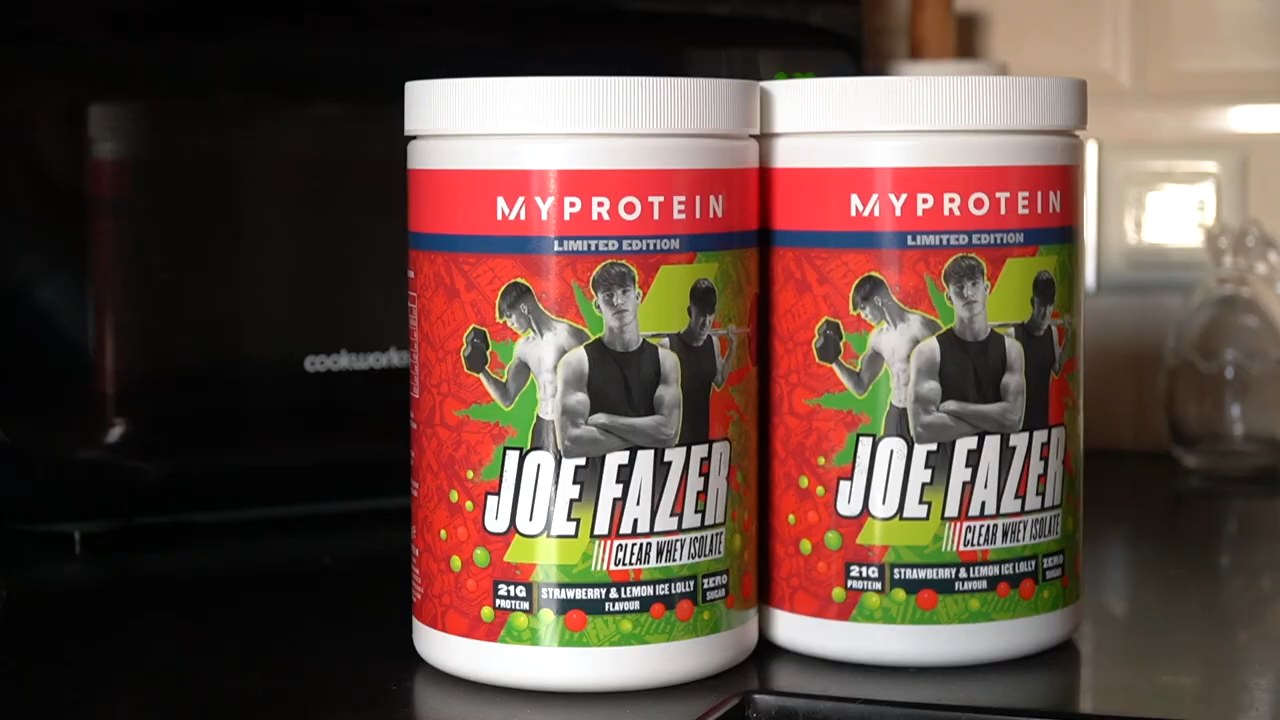 cookworks
MYPROTEIN
LIMITED EDITION
JOE FAZER
CLEAR WHEY ISOLATE
21G
PROTEIN
STRAWBERRY & LEMON ICE LOLLY
FLAVOUR
ZERO
SUGAR
MYPROTEIN
LIMITED EDITION
JOE FAZER
CLEAR WHEY ISOLATE
21G
PROTEIN
STRAWBERRY & LEMON ICE LOLLY
FLAVOUR
ZERO
SUGAR